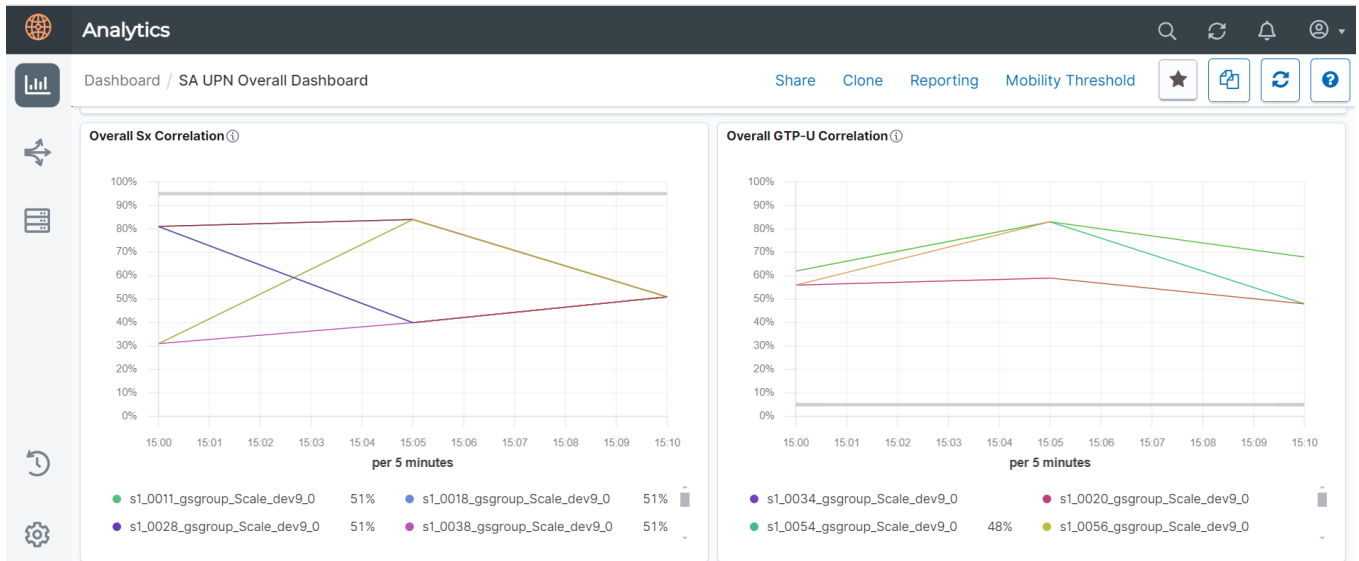 Analytics
Dashboard / SA UPN Overall Dashboard
Share Clone Reporting Mobility Threshold
Overall Sx Correlation
100%
90%
80%
70%
60%
50%
40%
30%
20%
10%
0%
15:00 15:01 15:02 15:03 15:04 15:05 15:06 15:07 15:08 15:09 15:10
per 5 minutes
s1_0011_gsgroup_Scale_dev9_0 51% s1_0018_gsgroup_Scale_dev9_0 51%
s1_0028_gsgroup_Scale_dev9_0 51% s1_0038_gsgroup_Scale_dev9_0 51%
Overall GTP-U Correlation
100%
90%
80%
70%
60%
50%
40%
30%
20%
10%
0%
15:00 15:01 15:02 15:03 15:04 15:05 15:06 15:07 15:08 15:09 15:10
per 5 minutes
s1_0034_gsgroup_Scale_dev9_0 s1_0020_gsgroup_Scale_dev9_0
s1_0054_gsgroup_Scale_dev9_0 48% s1_0056_gsgroup_Scale_dev9_0